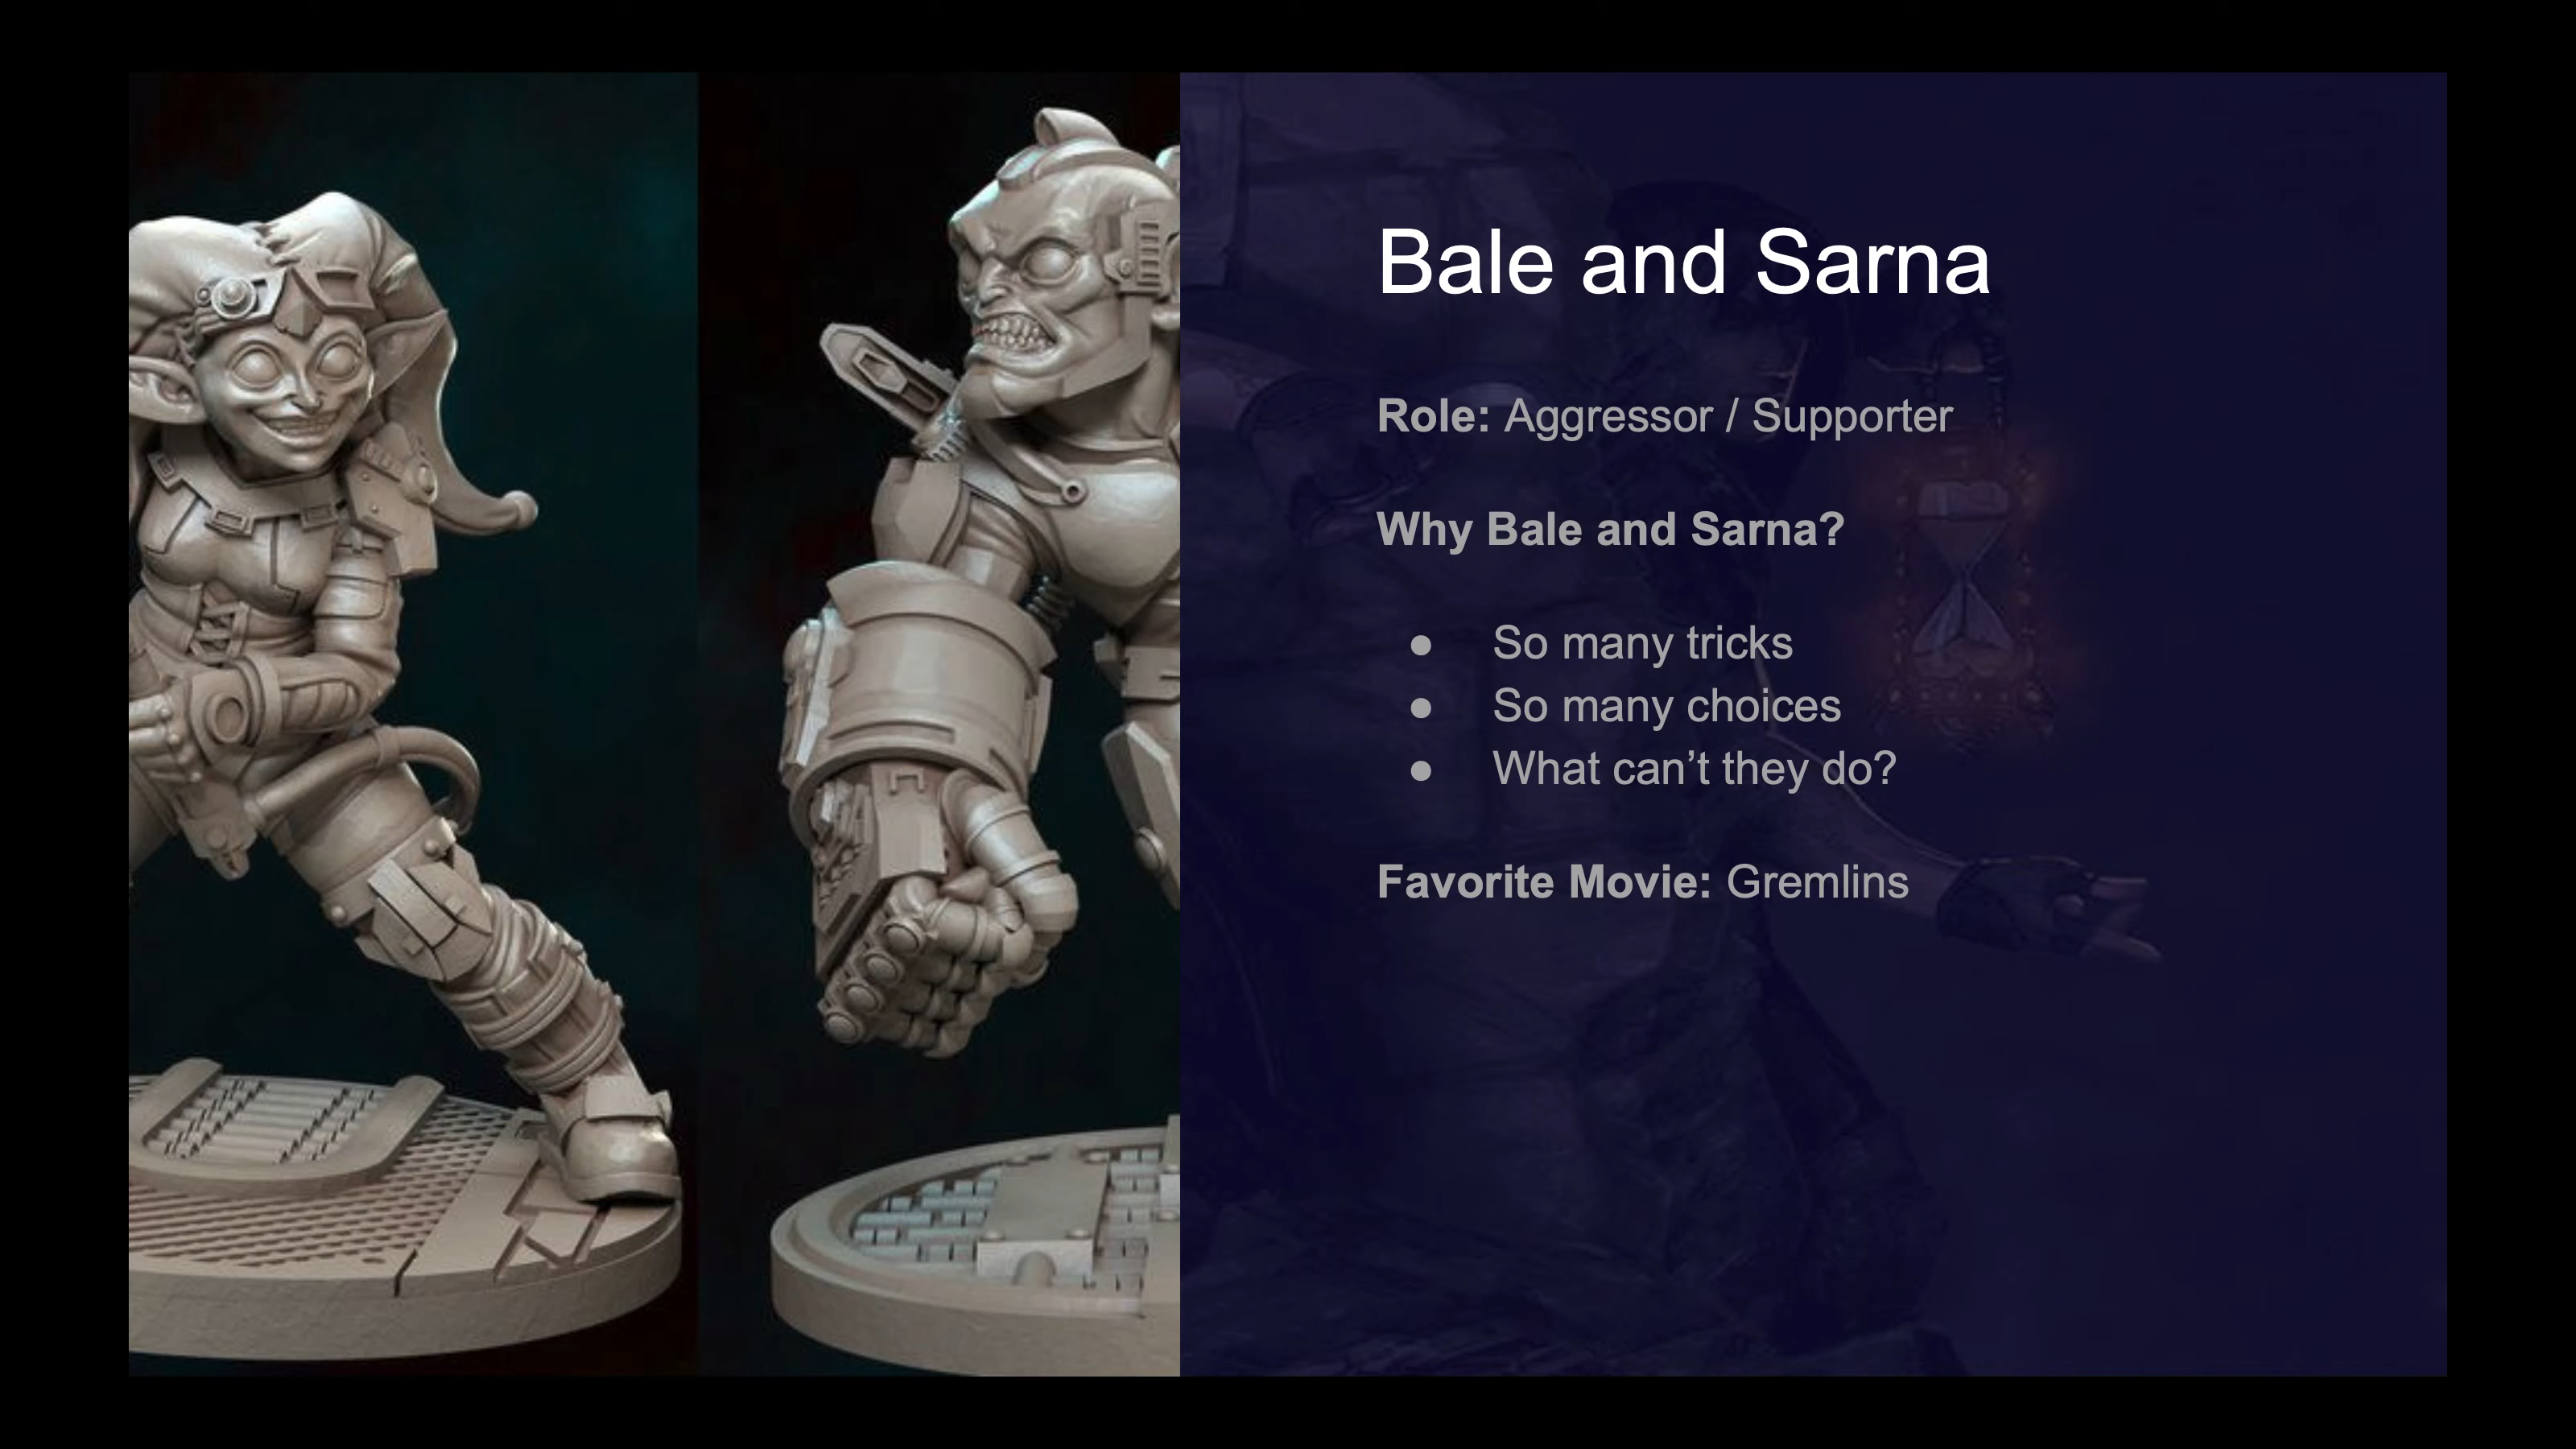 Bale and Sarna
Role: Aggressor / Supporter
Why Bale and Sarna?
● So many tricks
● So many choices
● What can’t they do?
Favorite Movie: Gremlins